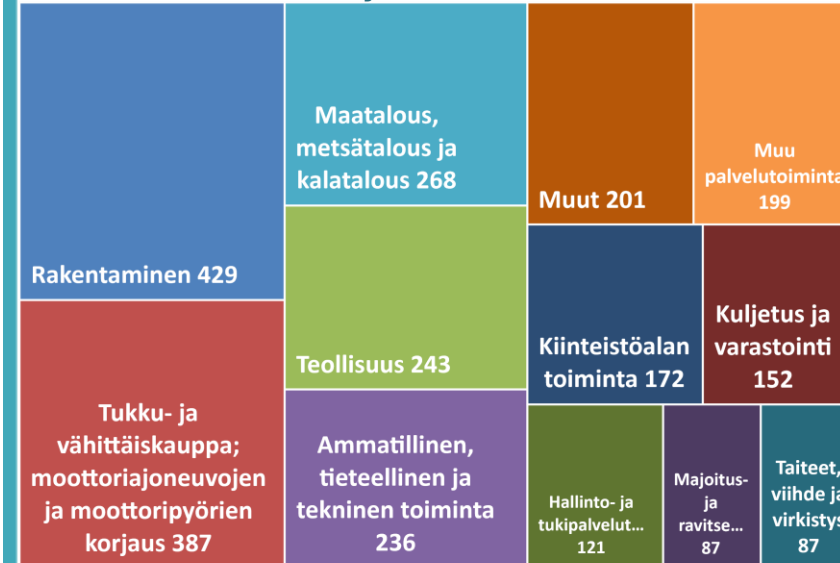 Rakentaminen 429
Tukku- ja
vähittäiskauppa;
moottoriajoneuvojen
ja moottoripyörien
korjaus 387
Maatalous,
metsätalous ja
kalatalous 268
Teollisuus 243
Ammatillinen,
tieteellinen ja
tekninen toiminta
236
Muut 201
Muu
palvelutoiminta
199
Kiinteistöalan
toiminta 172
Kuljetus ja
varastointi
152
Hallinto- ja
tukipalvelut...
121
Majoitus-
ja
ravitse...
87
Taiteet,
viihde ja
virkistys
87